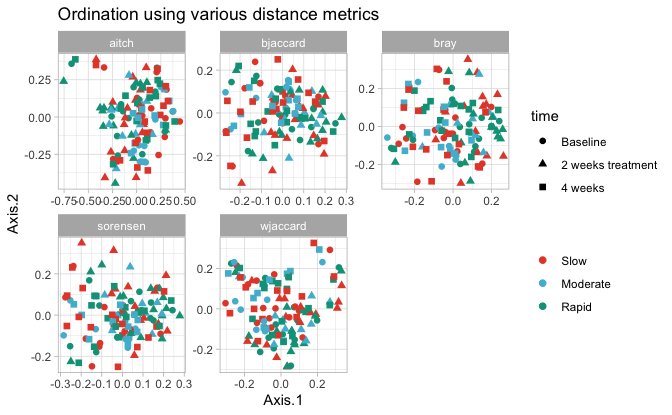 Ordination using various distance metrics
aitch
bjaccard
bray
0.25
0.00
-0.25
-0.75
-0.50
-0.25
0.00
0.25
0.50
0.2
0.0
-0.2
-0.2
-0.1
0.0
0.1
0.2
0.3
0.2
0.0
-0.2
-0.2
0.0
0.2
sorensen
wjaccard
0.2
0.0
-0.2
-0.3
-0.2
-0.1
0.0
0.1
0.2
0.3
0.2
0.0
-0.2
-0.2
0.0
0.2
Axis.2
Axis.1
time
Baseline
2 weeks treatment
4 weeks
Slow
Moderate
Rapid